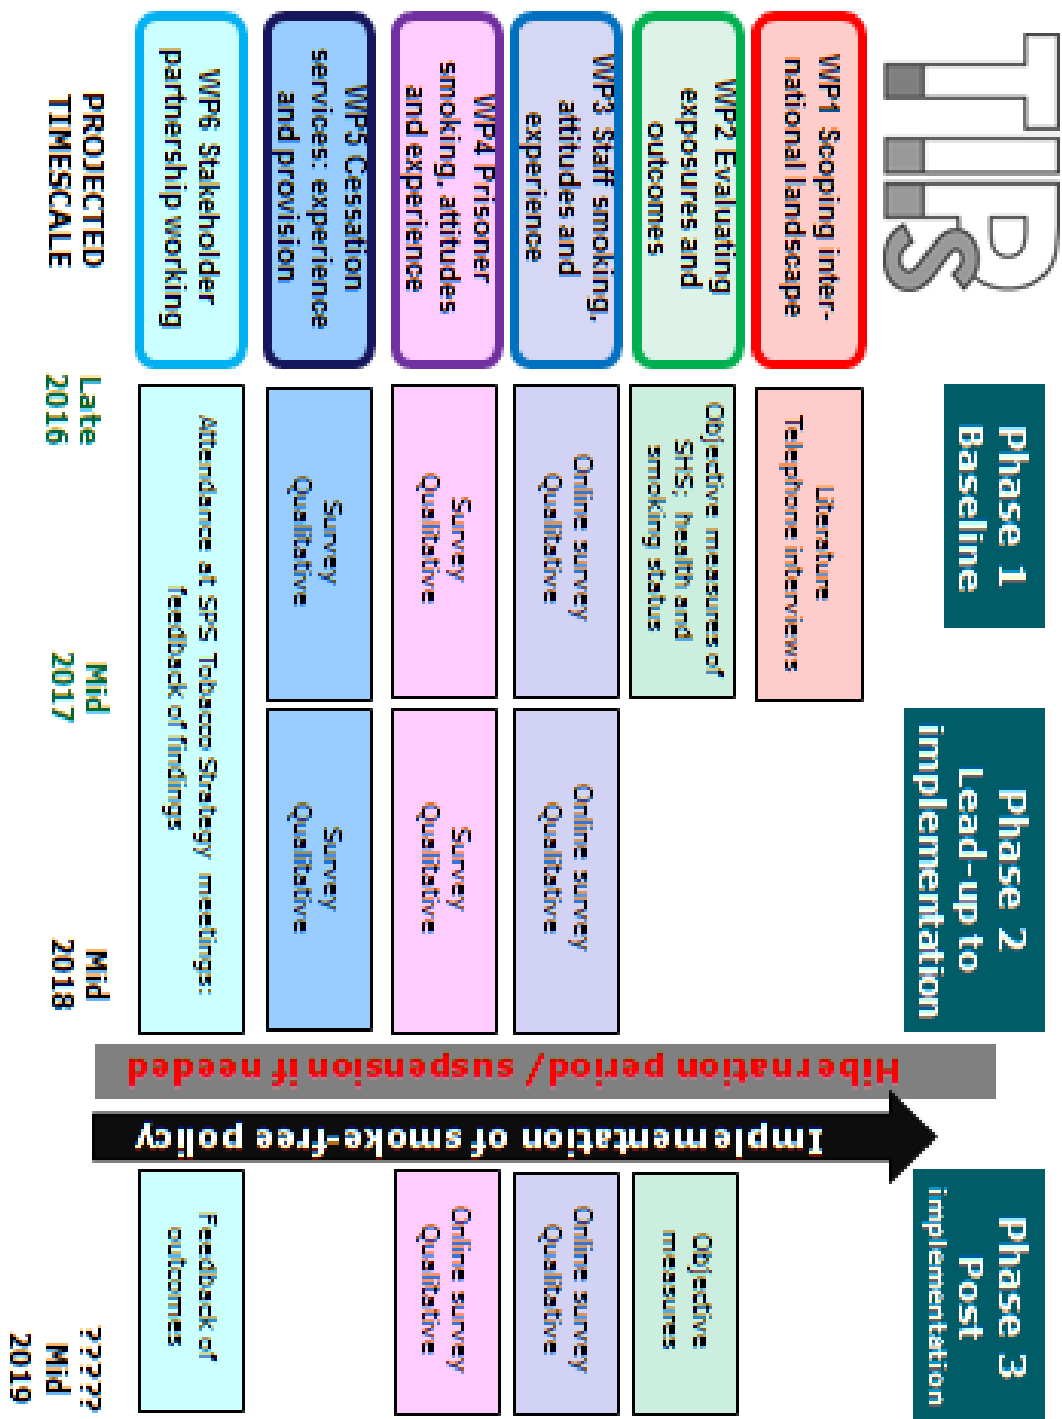 TIPs
Phase 1
Baseline
Phase 2
Lead-up to
implementation
Phase 3
Post
implementation
WP1 Scoping inter-
national landscape
Literature
Telephone interviews
WP2 Evaluating
exposures and
outcomes
Objective measures of
SHS; health and
smoking status
Objective
measures
WP3 Staff smoking,
attitudes and
experience
Online survey
Qualitative
Online survey
Qualitative
Online survey
Qualitative
WP4 Prisoner
smoking, attitudes
and experience
Survey
Qualitative
Survey
Qualitative
Online survey
Qualitative
WP5 Cessation
services: experience
and provision
Survey
Qualitative
Survey
Qualitative
WP6 Stakeholder
partnership working
Attendance at SPS Tobacco Strategy meetings::
feedback of findings
Feedback of
outcomes
Hibernation period/ suspension if needed
Implementation of smoke-free policy
PROJECTED
TIMESCALE
Late
2016
Mid
2017
Mid
2018
?????
Mid
2019